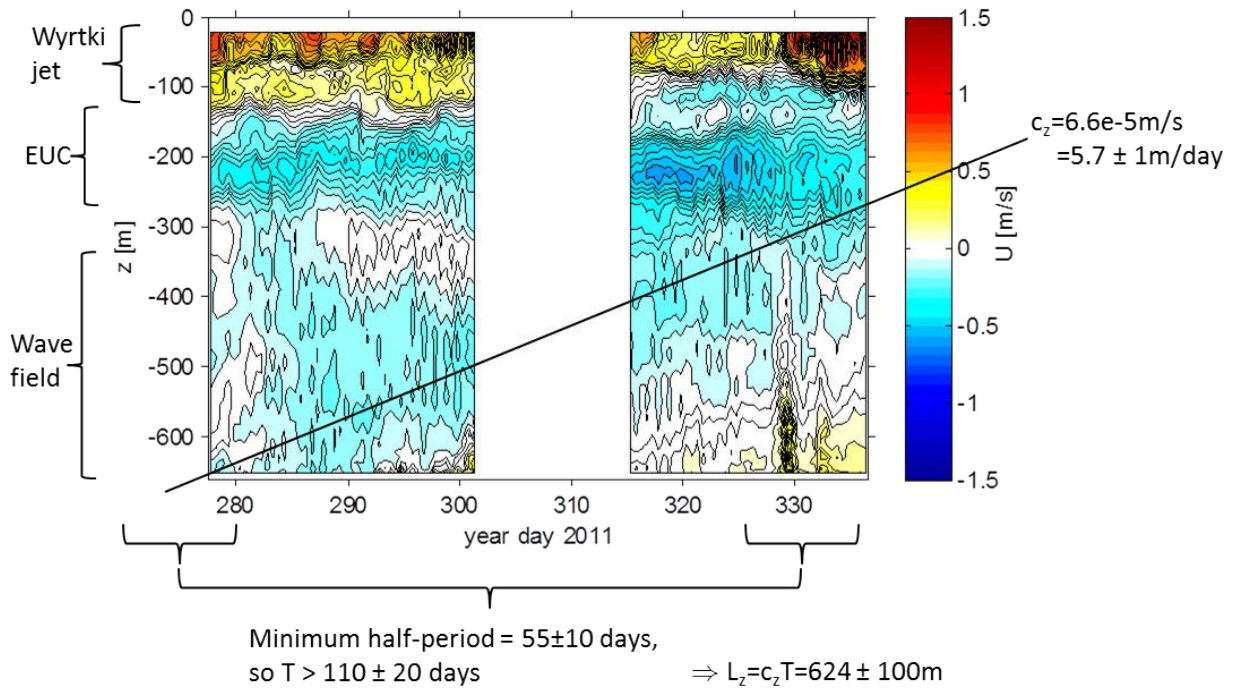 Wyrtki
jet
EUC
Wave
field
z [m]
0
-100
-200
-300
-400
-500
-600
280
290
300
310
320
330
year day 2011
1.5
1
0.5
0
-0.5
-1
-1.5
U [m/s]
c_z=6.6e-5m/s
=5.7 ± 1m/day
Minimum half-period = 55±10 days,
so T > 110 ± 20 days ⇒ L_z=c_zT=624 ± 100m